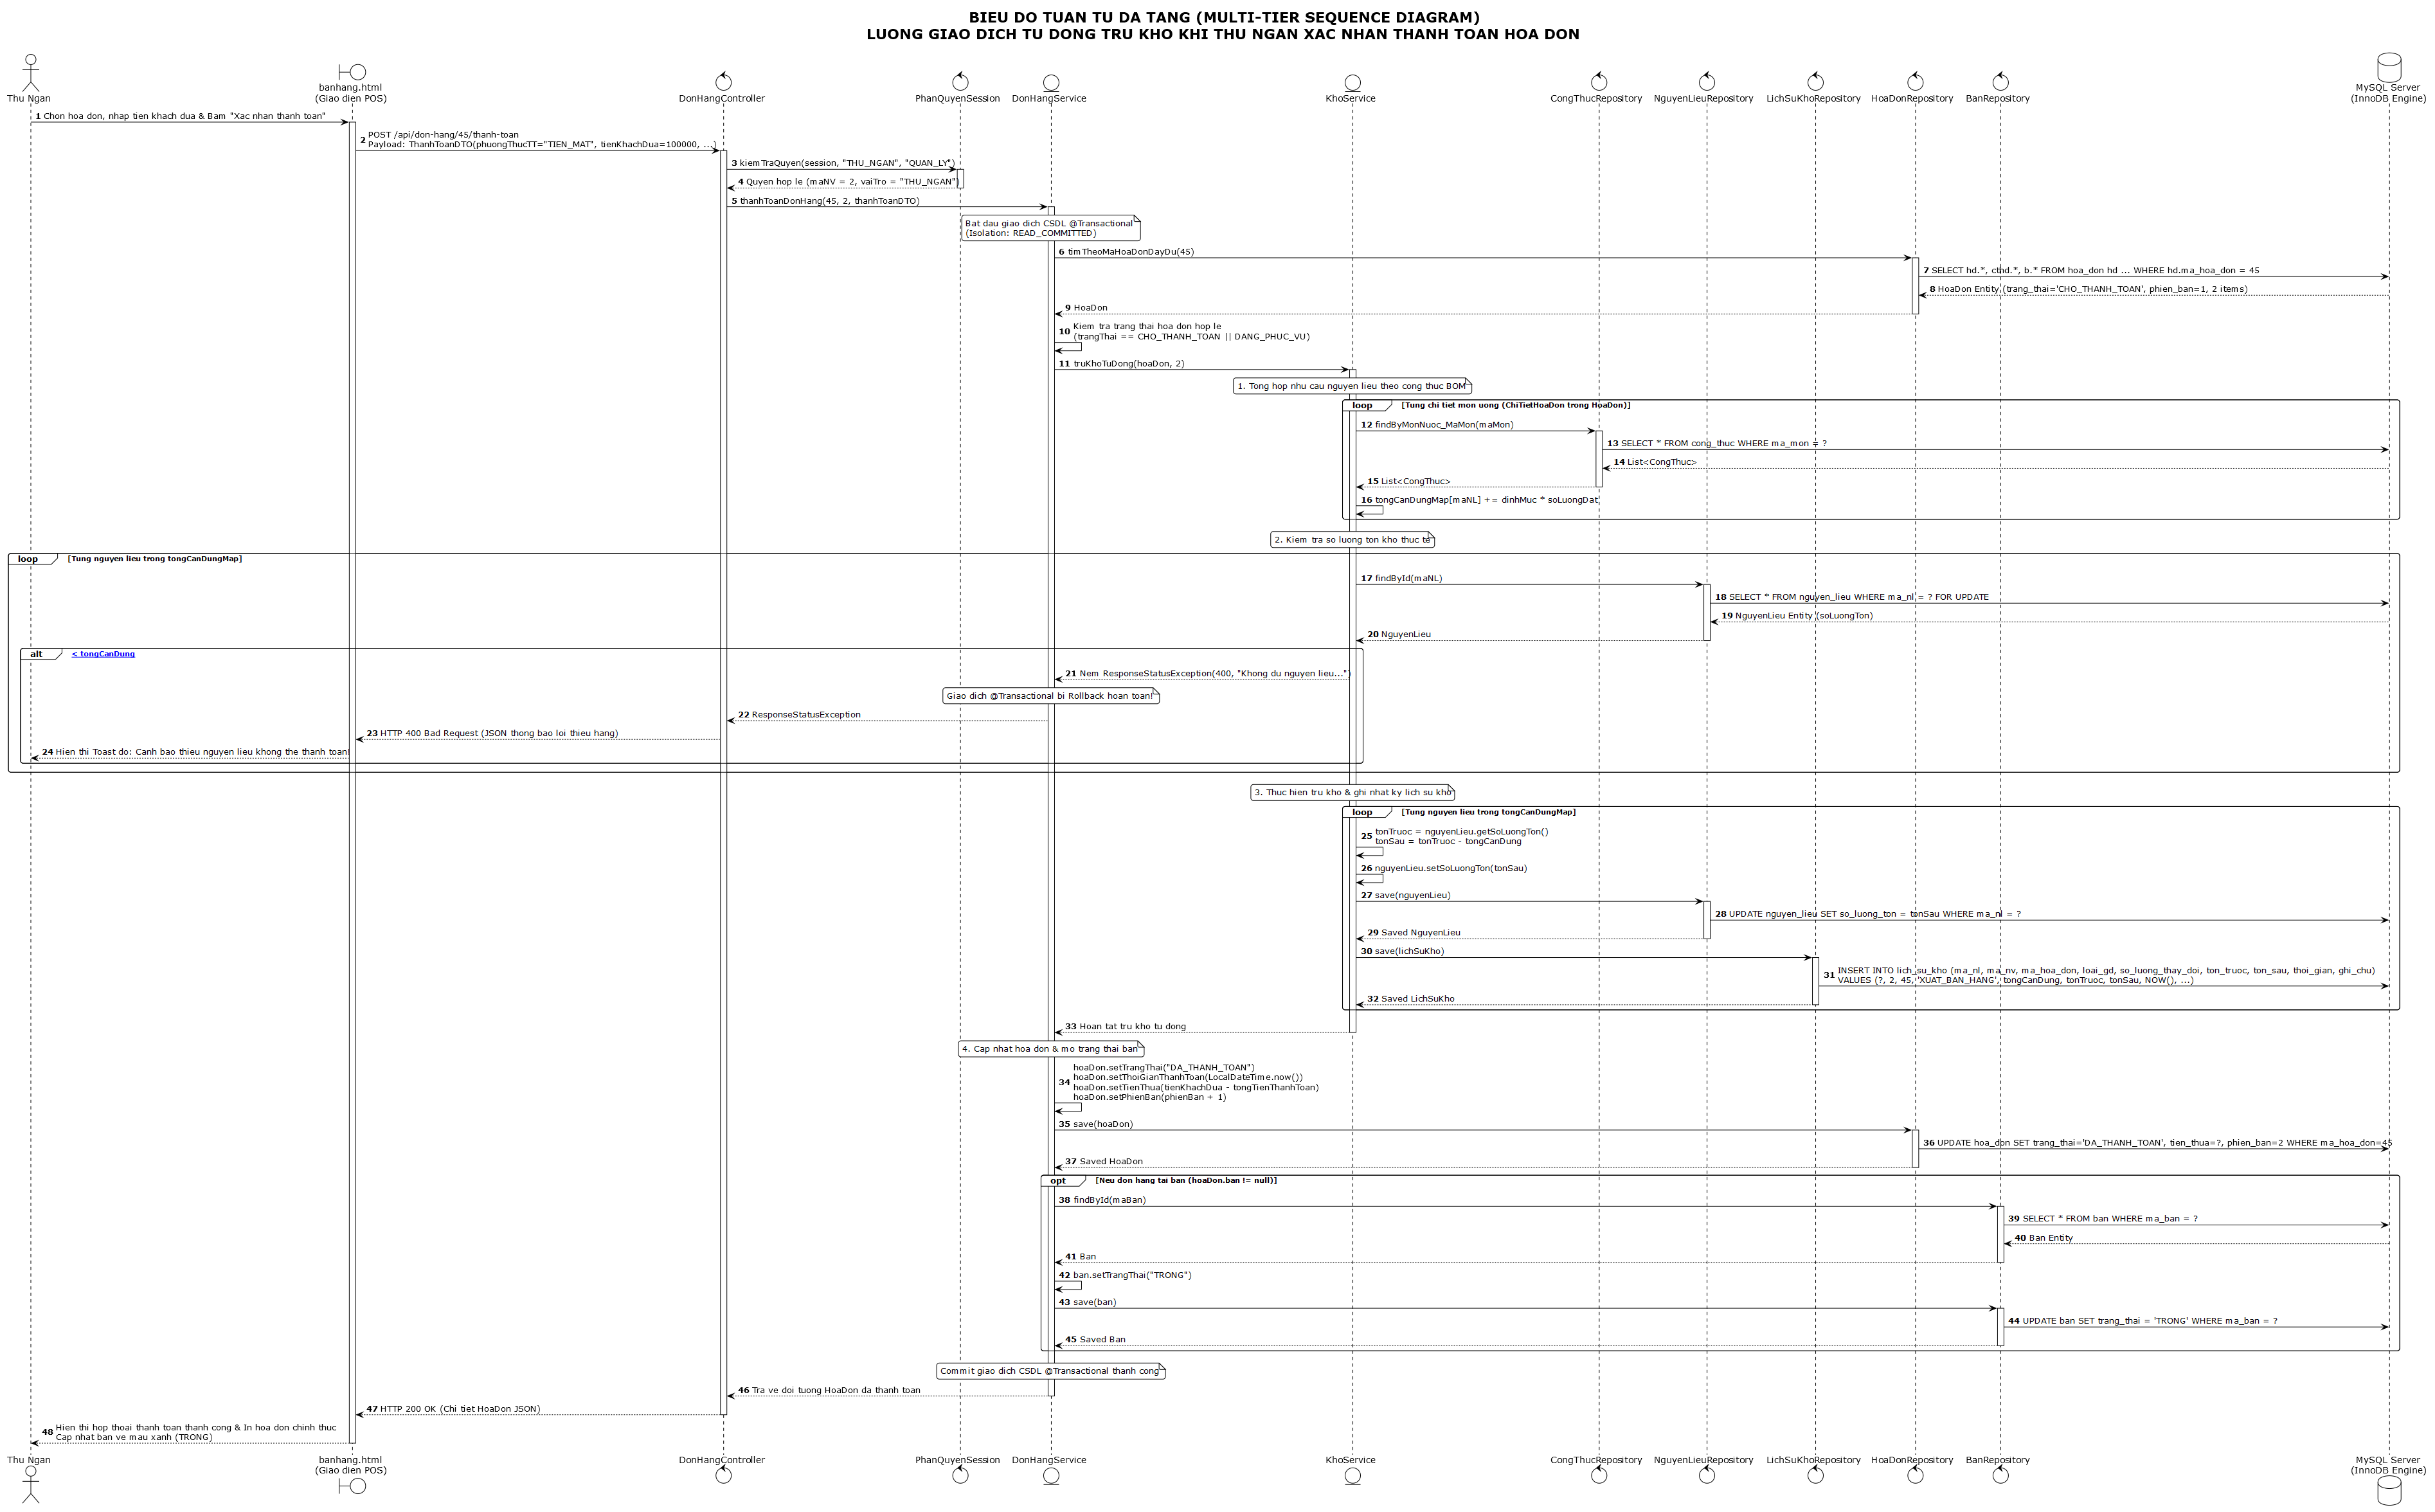 BIEU DO TUAN TU DA TANG (MULTI-TIER SEQUENCE DIAGRAM)
LUONG GIAO DICH TU DONG TRU KHO KHI THU NGAN XAC NHAN THANH TOAN HOA DON
Thu Ngan
banhang.html
(Giao dien POS)
DonHangController
PhanQuyenSession
DonHangService
KhoService
CongThucRepository
NguyenLieuRepository
LichSuKhoRepository
HoaDonRepository
BanRepository
MySQL Server
(InnoDB Engine)
1 Chon hoa don, nhap tien khach dua & Bam "Xac nhan thanh toan"
2 POST /api/don-hang/45/thanh-toan
Payload: ThanhToanDTO(phuongThucTT="TIEN_MAT", tienKhachDua=100000, ...)
3 kiemTraQuyen(session, "THU_NGAN", "QUAN_LY")
4 Quyen hop le (maNV = 2, vaiTro = "THU_NGAN")
5 thanhToanDonHang(45, 2, thanhToanDTO)
Bat dau giao dich CSDL @Transactional
(Isolation: READ_COMMITTED)
6 timTheoMaHoaDonDayDu(45)
7 SELECT hd.*, cthd.*, b.* FROM hoa_don hd ... WHERE hd.ma_hoa_don = 45
8 HoaDon Entity (trang_thai='CHO_THANH_TOAN', phien_ban=1, 2 items)
9 HoaDon
10 Kiem tra trang thai hoa don hop le
(trangThai == CHO_THANH_TOAN || DANG_PHUC_VU)
11 truKhoTuDong(hoaDon, 2)
1. Tong hop nhu cau nguyen lieu theo cong thuc BOM
loop [Tung chi tiet mon uong (ChiTietHoaDon trong HoaDon)]
12 findByMonNuoc_MaMon(maMon)
13 SELECT * FROM cong_thuc WHERE ma_mon = ?
14 List<CongThuc>
15 List<CongThuc>
16 tongCanDungMap[maNL] += dinhMuc * soLuongDat
2. Kiem tra so luong ton kho thuc te
loop [Tung nguyen lieu trong tongCanDungMap]
17 findById(maNL)
18 SELECT * FROM nguyen_lieu WHERE ma_nl = ? FOR UPDATE
19 NguyenLieu Entity (soLuongTon)
20 NguyenLieu
alt < tongCanDung
21 Nem ResponseStatusException(400, "Khong du nguyen lieu...")
Giao dich @Transactional bi Rollback hoan toan!
22 ResponseStatusException
23 HTTP 400 Bad Request (JSON thong bao loi thieu hang)
24 Hien thi Toast do: Canh bao thieu nguyen lieu khong the thanh toan!
3. Thuc hien tru kho & ghi nhat ky lich su kho
loop [Tung nguyen lieu trong tongCanDungMap]
25 tonTruoc = nguyenLieu.getSoLuongTon()
tonSau = tonTruoc - tongCanDung
26 nguyenLieu.setSoLuongTon(tonSau)
27 save(nguyenLieu)
28 UPDATE nguyen_lieu SET so_luong_ton = tonSau WHERE ma_nl = ?
29 Saved NguyenLieu
30 save(lichSuKho)
31 INSERT INTO lich_su_kho (ma_nl, ma_nv, ma_hoa_don, loai_gd, so_luong_thay_doi, ton_truoc, ton_sau, thoi_gian, ghi_chu)
VALUES (?, 2, 45, 'XUAT_BAN_HANG', tongCanDung, tonTruoc, tonSau, NOW(), ...)
32 Saved LichSuKho
33 Hoan tat tru kho tu dong
4. Cap nhat hoa don & mo trang thai ban
34 hoaDon.setTrangThai("DA_THANH_TOAN")
hoaDon.setThoiGianThanhToan(LocalDateTime.now())
hoaDon.setTienThua(tienKhachDua - tongTienThanhToan)
hoaDon.setPhienBan(phienBan + 1)
35 save(hoaDon)
36 UPDATE hoa_don SET trang_thai='DA_THANH_TOAN', tien_thua=?, phien_ban=2 WHERE ma_hoa_don=45
37 Saved HoaDon
opt [Neu don hang tai ban (hoaDon.ban != null)]
38 findById(maBan)
39 SELECT * FROM ban WHERE ma_ban = ?
40 Ban Entity
41 Ban
42 ban.setTrangThai("TRONG")
43 save(ban)
44 UPDATE ban SET trang_thai = 'TRONG' WHERE ma_ban = ?
45 Saved Ban
Commit giao dich CSDL @Transactional thanh cong
46 Tra ve doi tuong HoaDon da thanh toan
47 HTTP 200 OK (Chi tiet HoaDon JSON)
48 Hien thi hop thoai thanh toan thanh cong & In hoa don chinh thuc
Cap nhat ban ve mau xanh (TRONG)
Thu Ngan
banhang.html
(Giao dien POS)
DonHangController
PhanQuyenSession
DonHangService
KhoService
CongThucRepository
NguyenLieuRepository
LichSuKhoRepository
HoaDonRepository
BanRepository
MySQL Server
(InnoDB Engine)